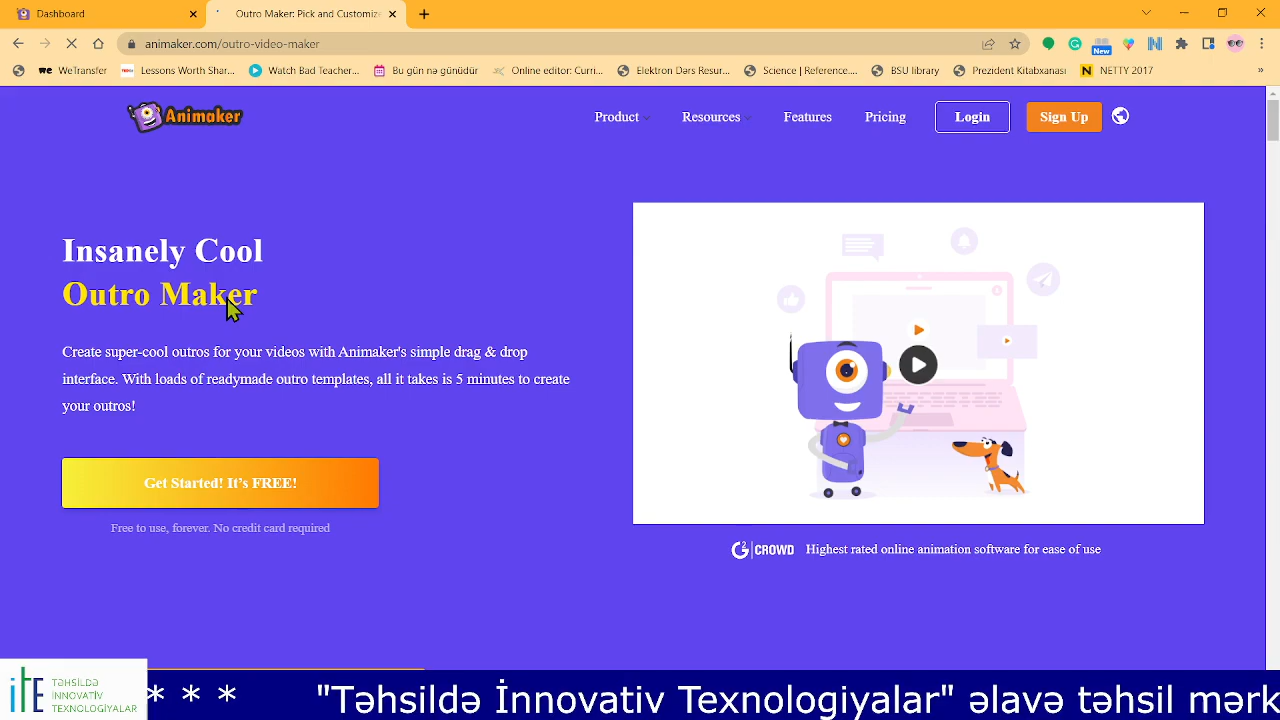 Dashboard
Outro Maker: Pick and Customize
animaker.com/outro-video-maker
New
WeTransfer
Lessons Worth Shar...
Watch Bad Teacher...
Bu gün nə günüdür
Online editor: Curri...
Elektron Dərs Resur...
Science | Reference...
BSU library
Prezident Kitabxanası
NETTY 2017
»
Animaker
Product
Resources
Features
Pricing
Login
Sign Up
Insanely Cool
Outro Maker
Create super-cool outros for your videos with Animaker's simple drag & drop
interface. With loads of readymade outro templates, all it takes is 5 minutes to create
your outros!
Get Started! It's FREE!
Free to use, forever. No credit card required
G2 | CROWD Highest rated online animation software for ease of use
iTE TƏHSİLDƏ
İNNOVATİV
TEXNOLOGİYALAR
* * * "Təhsildə İnnovativ Texnologiyalar" əlavə təhsil mərk